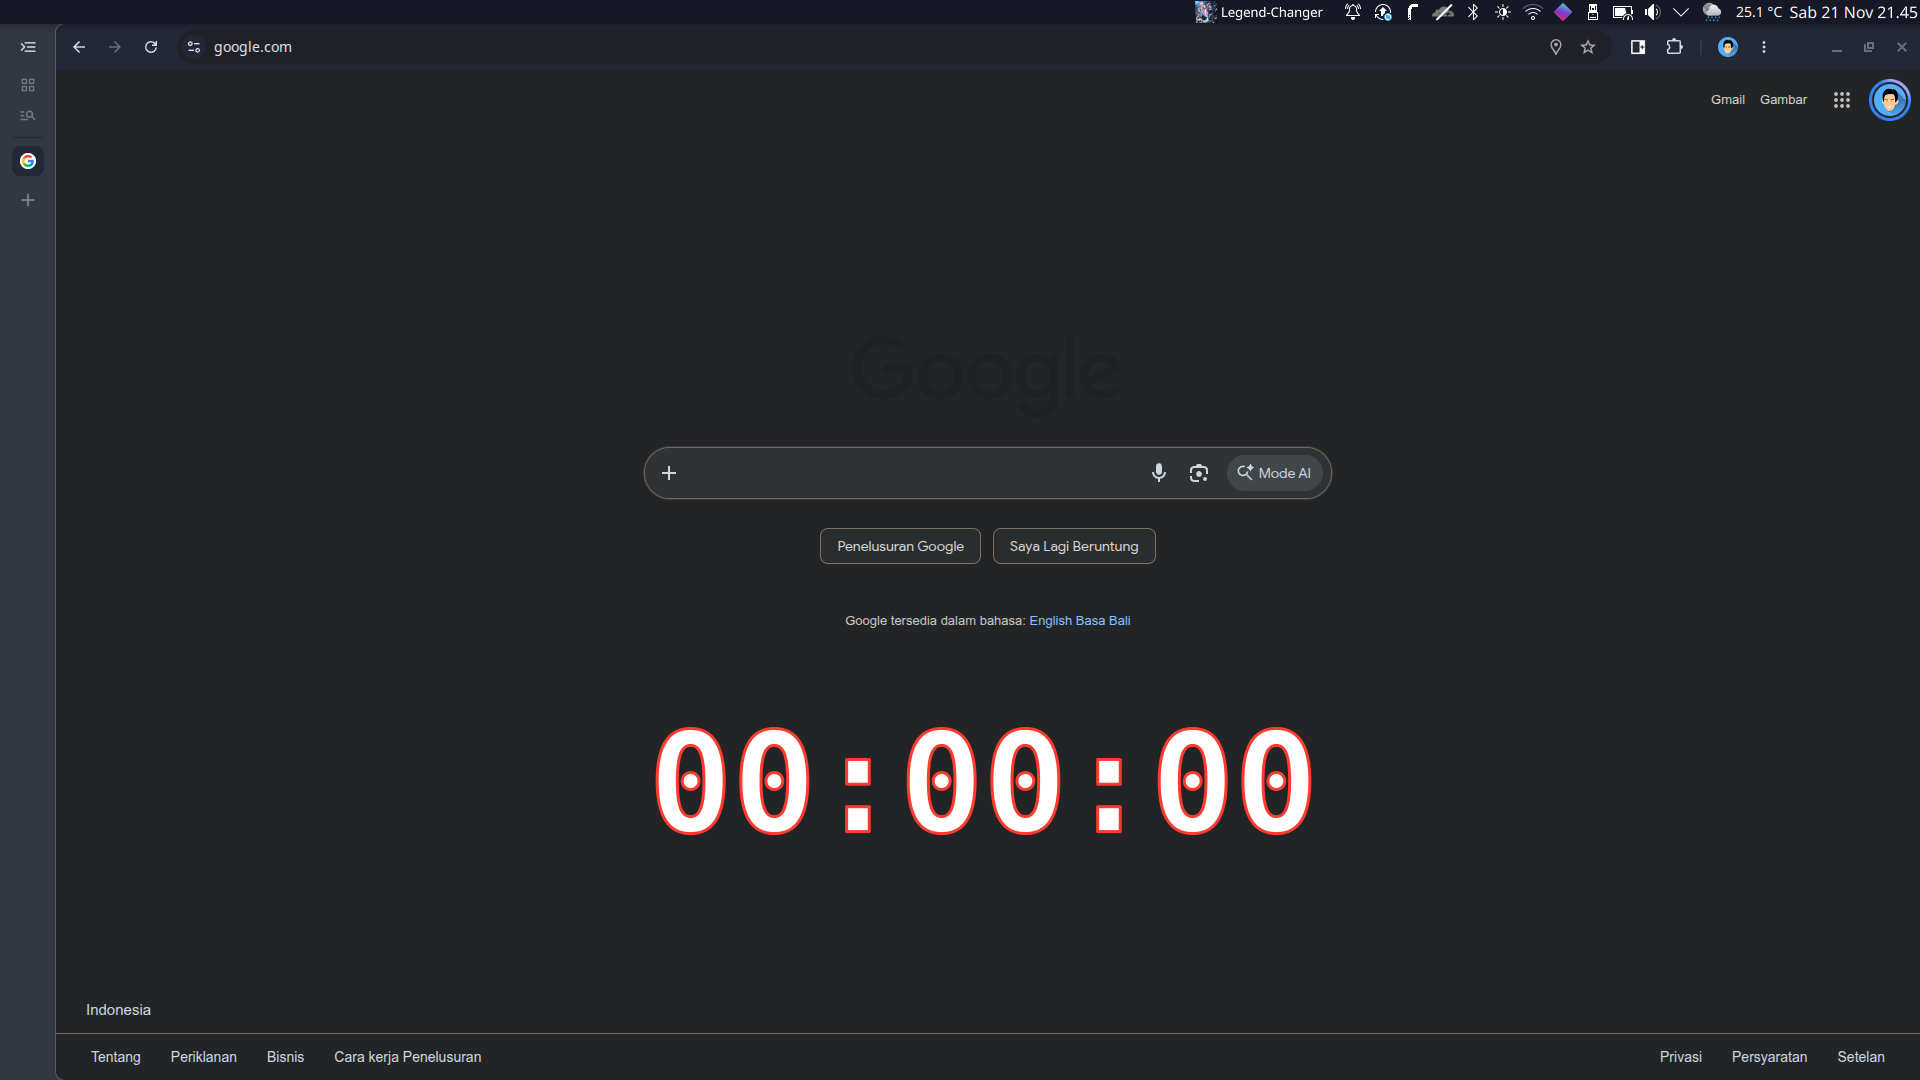 Legend-Changer
25.1 °C Sab 21 Nov 21.45
google.com
Gmail Gambar
Google
Mode AI
Penelusuran Google Saya Lagi Beruntung
Google tersedia dalam bahasa: English Basa Bali
00:00:00
Indonesia
Tentang Periklanan Bisnis Cara kerja Penelusuran Privasi Persyaratan Setelan